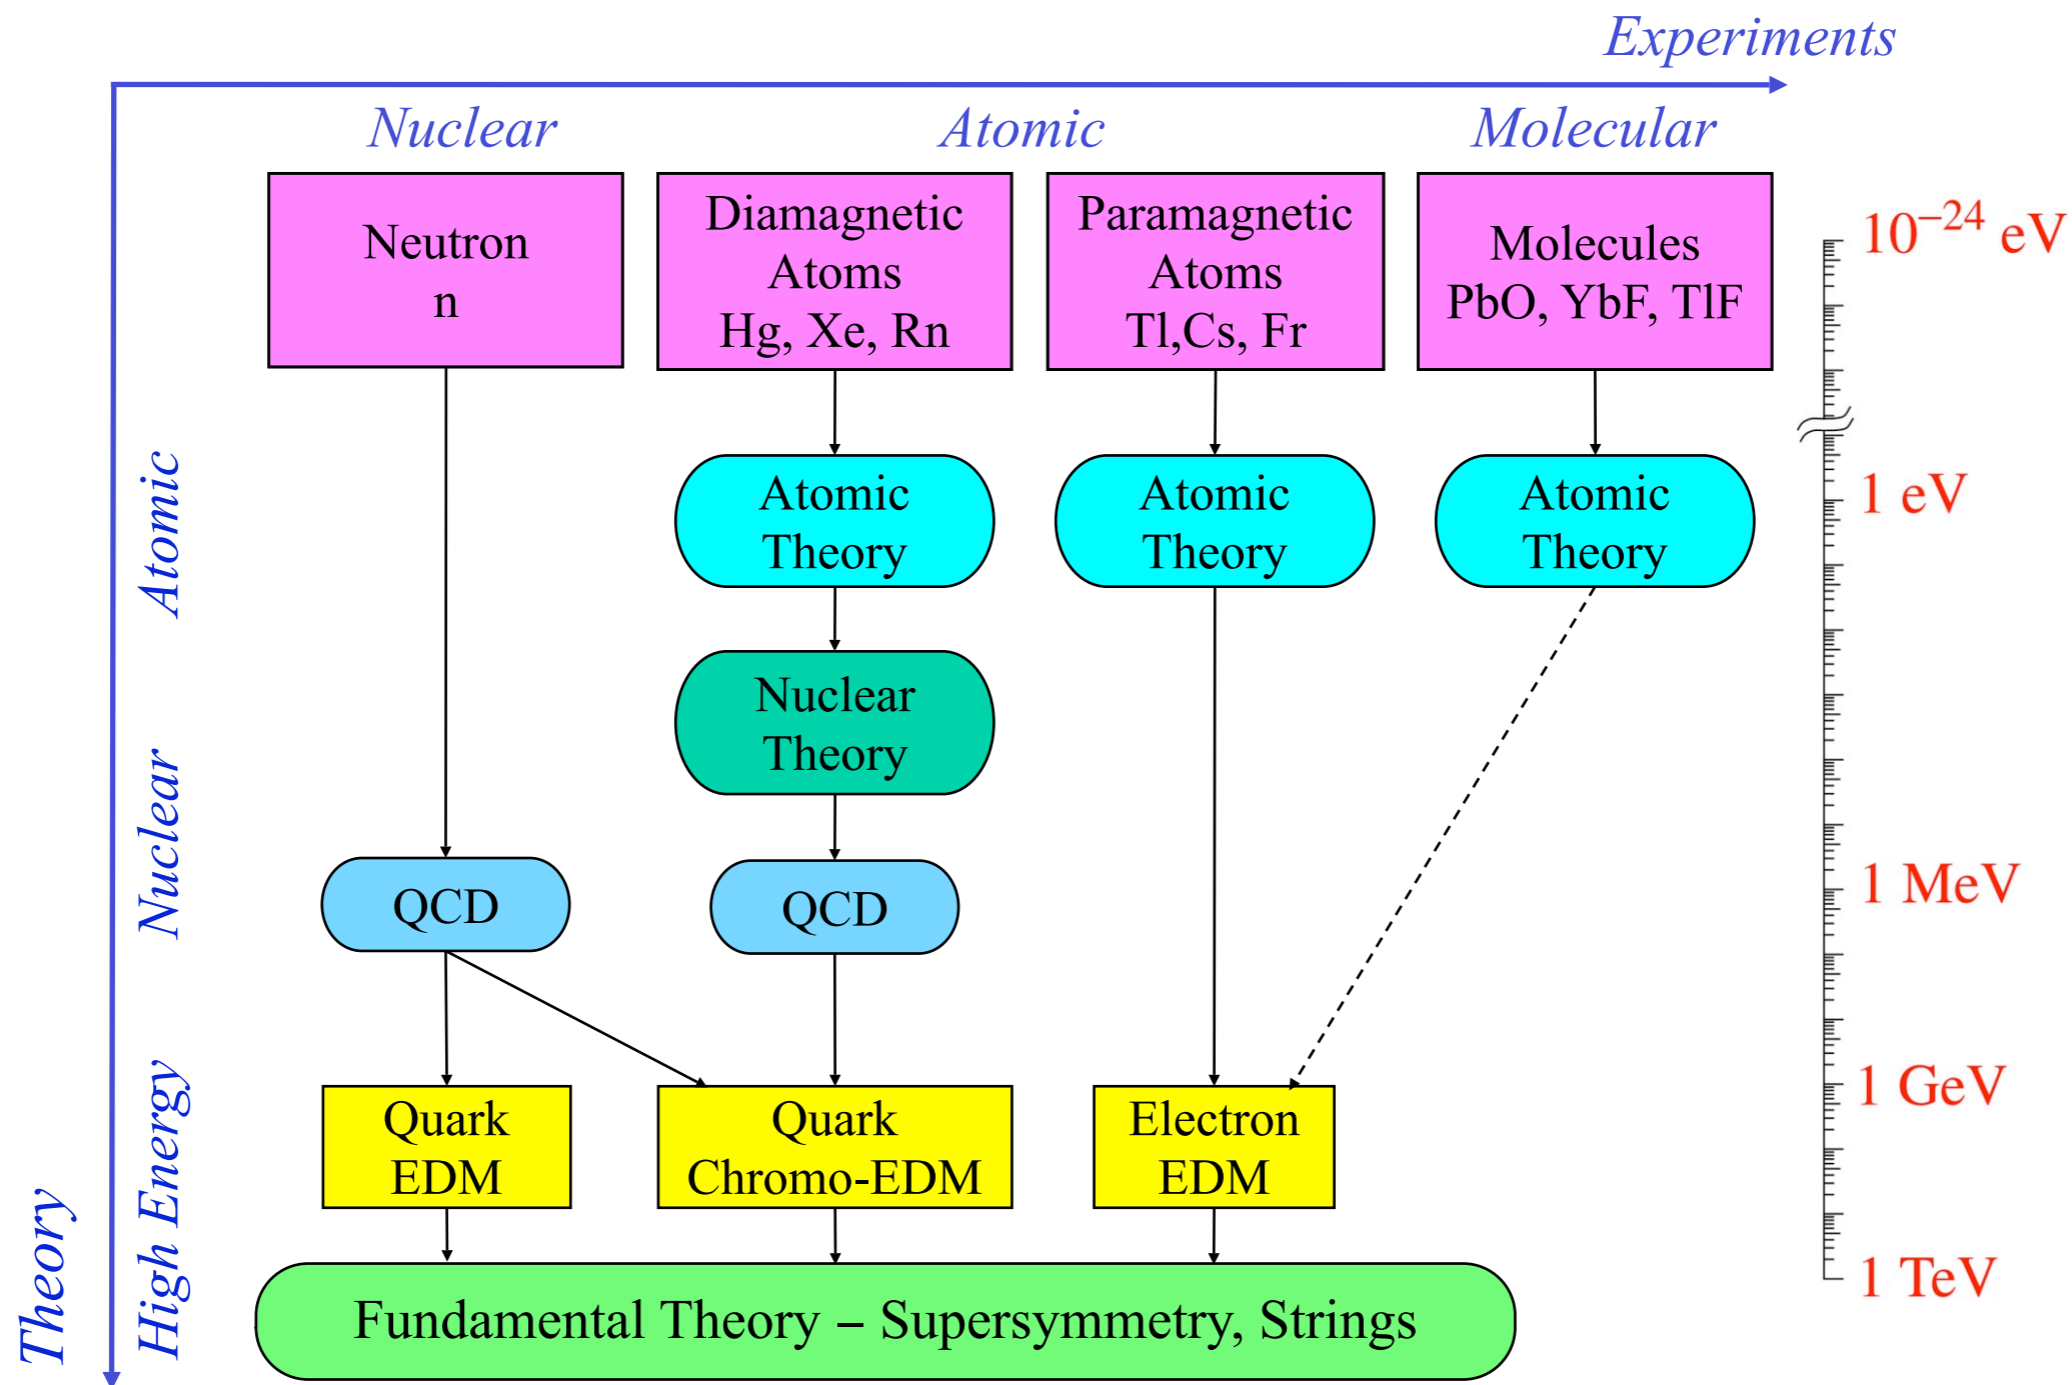 Experiments
Nuclear
Atomic
Molecular
Neutron
n
Diamagnetic
Atoms
Hg, Xe, Rn
Paramagnetic
Atoms
Tl,Cs, Fr
Molecules
PbO, YbF, TlF
10⁻²⁴ eV
Atomic
Atomic
Theory
Atomic
Theory
Atomic
Theory
1 eV
Nuclear
Theory
Nuclear
QCD
QCD
1 MeV
High Energy
Quark
EDM
Quark
Chromo-EDM
Electron
EDM
1 GeV
Theory
Fundamental Theory – Supersymmetry, Strings
1 TeV